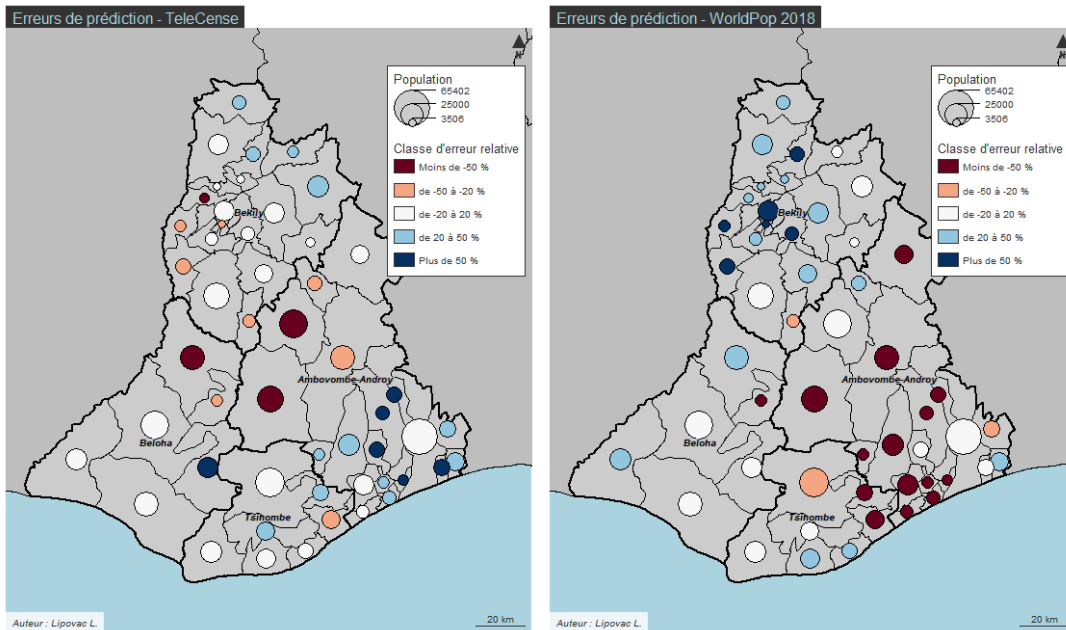 Erreurs de prédiction - TeleCense
N
Population
65402
25000
3506
Classe d'erreur relative
Moins de -50 %
de -50 à -20 %
de -20 à 20 %
de 20 à 50 %
Plus de 50 %
Bekily
Ambovombe-Androy
Beloha
Tsihombe
Auteur : Lipovac L.
20 km
Erreurs de prédiction - WorldPop 2018
N
Population
65402
25000
3506
Classe d'erreur relative
Moins de -50 %
de -50 à -20 %
de -20 à 20 %
de 20 à 50 %
Plus de 50 %
Bekily
Ambovombe-Androy
Beloha
Tsihombe
Auteur : Lipovac L.
20 km